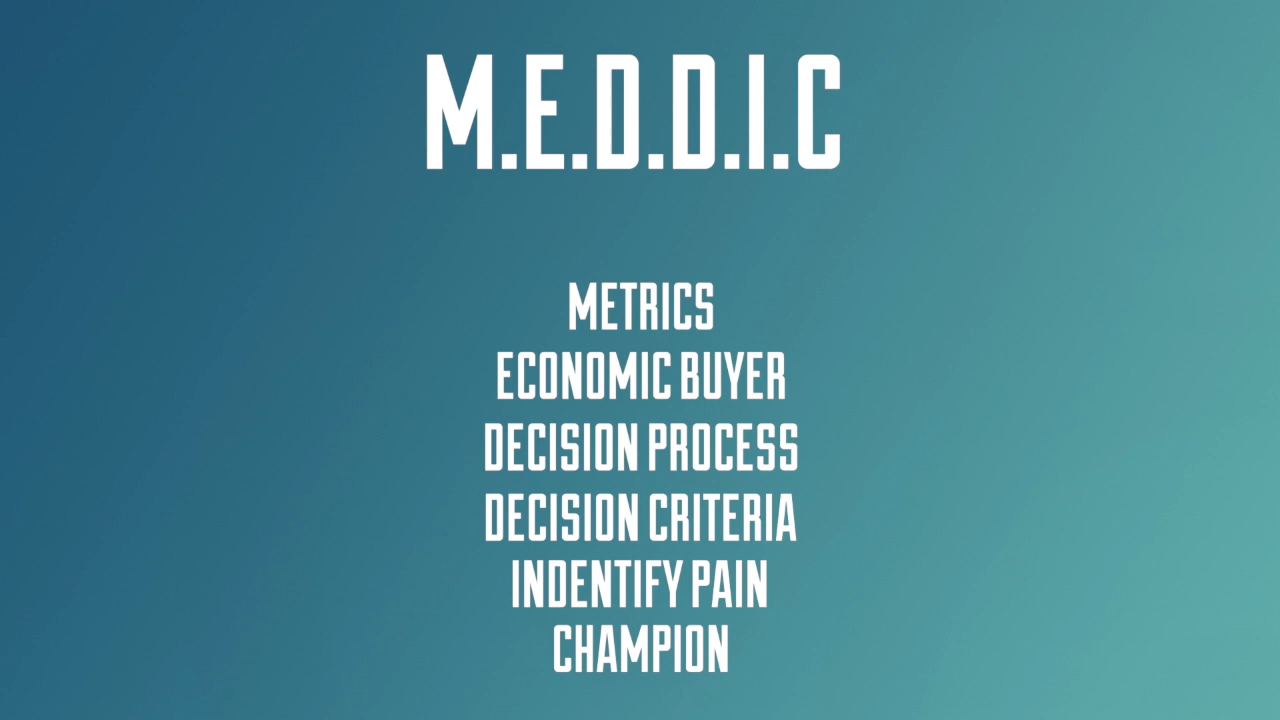 M.E.D.D.I.C
METRICS
ECONOMIC BUYER
DECISION PROCESS
DECISION CRITERIA
INDENTIFY PAIN
CHAMPION